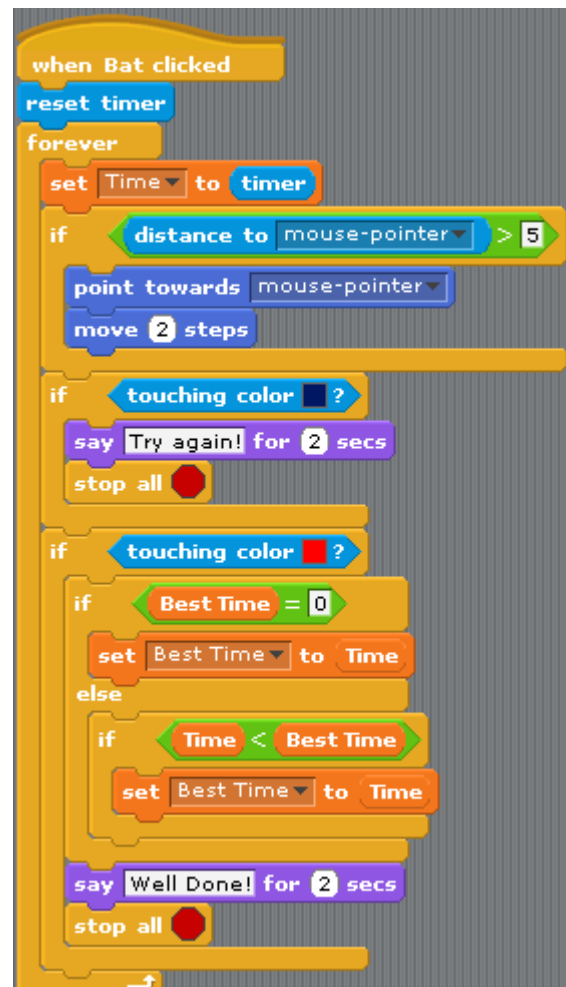 when Bat clicked
reset timer
forever
set Time to timer
if distance to mouse-pointer > 5
point towards mouse-pointer
move 2 steps
if touching color ?
say Try again! for 2 secs
stop all
if touching color ?
if Best Time = 0
set Best Time to Time
else
if Time < Best Time
set Best Time to Time
say Well Done! for 2 secs
stop all